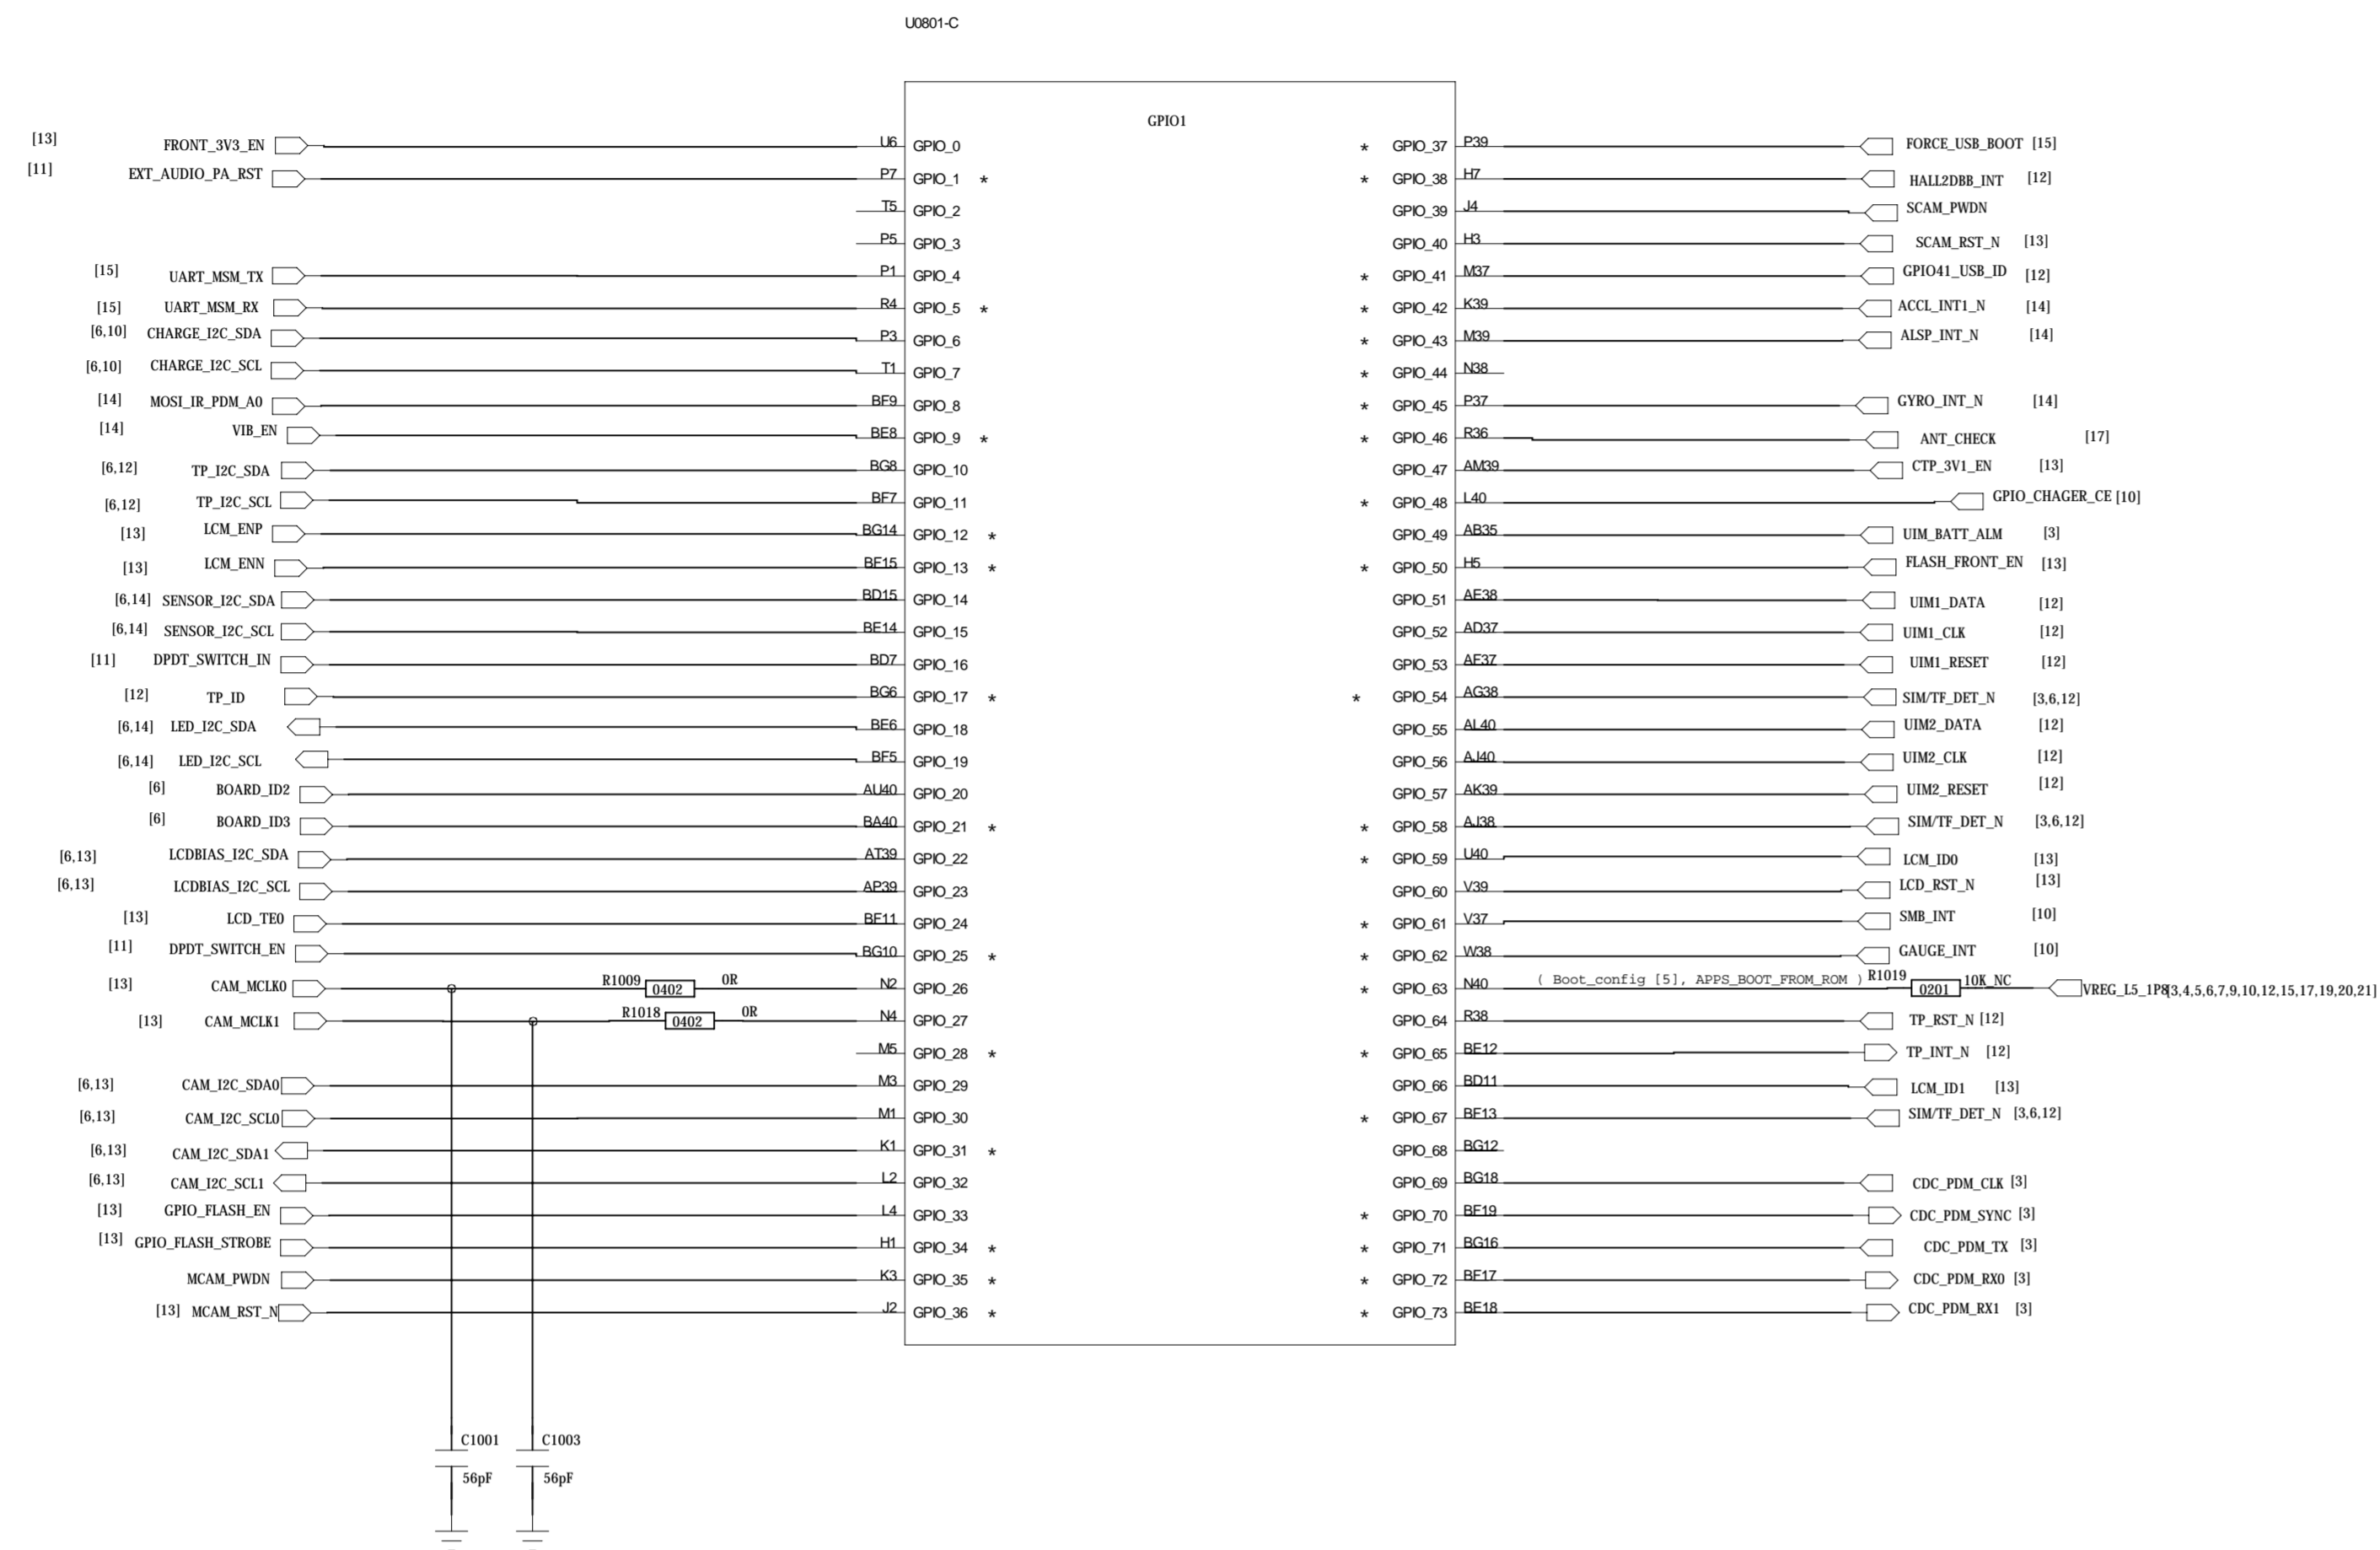 U0801-C
GPIO1
[13] FRONT_3V3_EN U6 GPIO_0
[11] EXT_AUDIO_PA_RST P7 GPIO_1 *
T5 GPIO_2
P5 GPIO_3
[15] UART_MSM_TX P1 GPIO_4
[15] UART_MSM_RX R4 GPIO_5 *
[6,10] CHARGE_I2C_SDA P3 GPIO_6
[6,10] CHARGE_I2C_SCL T1 GPIO_7
[14] MOSI_IR_PDM_A0 BF9 GPIO_8
[14] VIB_EN BE8 GPIO_9 *
[6,12] TP_I2C_SDA BG8 GPIO_10
[6,12] TP_I2C_SCL BF7 GPIO_11
[13] LCM_ENP BG14 GPIO_12 *
[13] LCM_ENN BF15 GPIO_13 *
[6,14] SENSOR_I2C_SDA BD15 GPIO_14
[6,14] SENSOR_I2C_SCL BE14 GPIO_15
[11] DPDT_SWITCH_IN BD7 GPIO_16
[12] TP_ID BG6 GPIO_17 *
[6,14] LED_I2C_SDA BE6 GPIO_18
[6,14] LED_I2C_SCL BF5 GPIO_19
[6] BOARD_ID2 AU40 GPIO_20
[6] BOARD_ID3 BA40 GPIO_21 *
[6,13] LCDBIAS_I2C_SDA AT39 GPIO_22
[6,13] LCDBIAS_I2C_SCL AP39 GPIO_23
[13] LCD_TE0 BF11 GPIO_24
[11] DPDT_SWITCH_EN BG10 GPIO_25 *
[13] CAM_MCLK0 R1009 0402 0R N2 GPIO_26
[13] CAM_MCLK1 R1018 0402 0R N4 GPIO_27
M5 GPIO_28 *
[6,13] CAM_I2C_SDA0 M3 GPIO_29
[6,13] CAM_I2C_SCL0 M1 GPIO_30
[6,13] CAM_I2C_SDA1 K1 GPIO_31 *
[6,13] CAM_I2C_SCL1 L2 GPIO_32
[13] GPIO_FLASH_EN L4 GPIO_33
[13] GPIO_FLASH_STROBE H1 GPIO_34 *
MCAM_PWDN K3 GPIO_35 *
[13] MCAM_RST_N J2 GPIO_36 *
* GPIO_37 P39 FORCE_USB_BOOT [15]
* GPIO_38 H7 HALL2DBB_INT [12]
GPIO_39 J4 SCAM_PWDN
GPIO_40 H3 SCAM_RST_N [13]
* GPIO_41 M37 GPIO41_USB_ID [12]
* GPIO_42 K39 ACCL_INT1_N [14]
* GPIO_43 M39 ALSP_INT_N [14]
* GPIO_44 N38
* GPIO_45 P37 GYRO_INT_N [14]
* GPIO_46 R36 ANT_CHECK [17]
GPIO_47 AM39 CTP_3V1_EN [13]
* GPIO_48 L40 GPIO_CHAGER_CE [10]
GPIO_49 AB35 UIM_BATT_ALM [3]
* GPIO_50 H5 FLASH_FRONT_EN [13]
GPIO_51 AE38 UIM1_DATA [12]
GPIO_52 AD37 UIM1_CLK [12]
GPIO_53 AF37 UIM1_RESET [12]
* GPIO_54 AG38 SIM/TF_DET_N [3,6,12]
GPIO_55 AL40 UIM2_DATA [12]
GPIO_56 AJ40 UIM2_CLK [12]
GPIO_57 AK39 UIM2_RESET [12]
* GPIO_58 AJ38 SIM/TF_DET_N [3,6,12]
* GPIO_59 U40 LCM_ID0 [13]
GPIO_60 V39 LCD_RST_N [13]
* GPIO_61 V37 SMB_INT [10]
* GPIO_62 W38 GAUGE_INT [10]
* GPIO_63 N40 ( Boot_config [5], APPS_BOOT_FROM_ROM ) R1019 0201 10K_NC VREG_L5_1P8[3,4,5,6,7,9,10,12,15,17,19,20,21]
GPIO_64 R38 TP_RST_N [12]
* GPIO_65 BE12 TP_INT_N [12]
GPIO_66 BD11 LCM_ID1 [13]
* GPIO_67 BF13 SIM/TF_DET_N [3,6,12]
GPIO_68 BG12
GPIO_69 BG18 CDC_PDM_CLK [3]
* GPIO_70 BF19 CDC_PDM_SYNC [3]
* GPIO_71 BG16 CDC_PDM_TX [3]
* GPIO_72 BF17 CDC_PDM_RX0 [3]
* GPIO_73 BE18 CDC_PDM_RX1 [3]
C1001 C1003
56pF 56pF